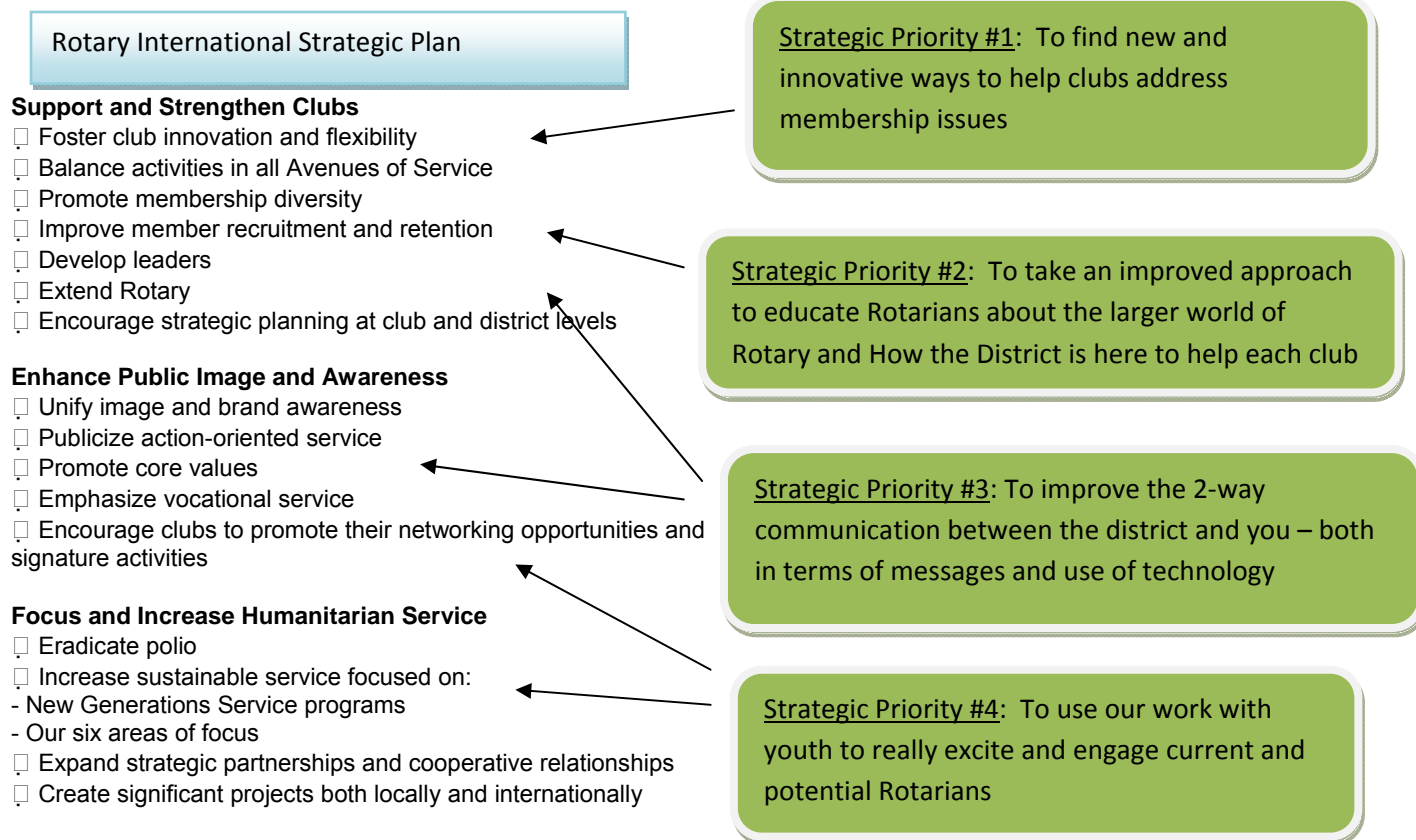 Rotary International Strategic Plan
Support and Strengthen Clubs
Foster club innovation and flexibility
Balance activities in all Avenues of Service
Promote membership diversity
Improve member recruitment and retention
Develop leaders
Extend Rotary
Encourage strategic planning at club and district levels
Enhance Public Image and Awareness
Unify image and brand awareness
Publicize action-oriented service
Promote core values
Emphasize vocational service
Encourage clubs to promote their networking opportunities and
signature activities
Focus and Increase Humanitarian Service
Eradicate polio
Increase sustainable service focused on:
- New Generations Service programs
- Our six areas of focus
Expand strategic partnerships and cooperative relationships
Create significant projects both locally and internationally
Strategic Priority #1: To find new and
innovative ways to help clubs address
membership issues
Strategic Priority #2: To take an improved approach
to educate Rotarians about the larger world of
Rotary and How the District is here to help each club
Strategic Priority #3: To improve the 2-way
communication between the district and you – both
in terms of messages and use of technology
Strategic Priority #4: To use our work with
youth to really excite and engage current and
potential Rotarians